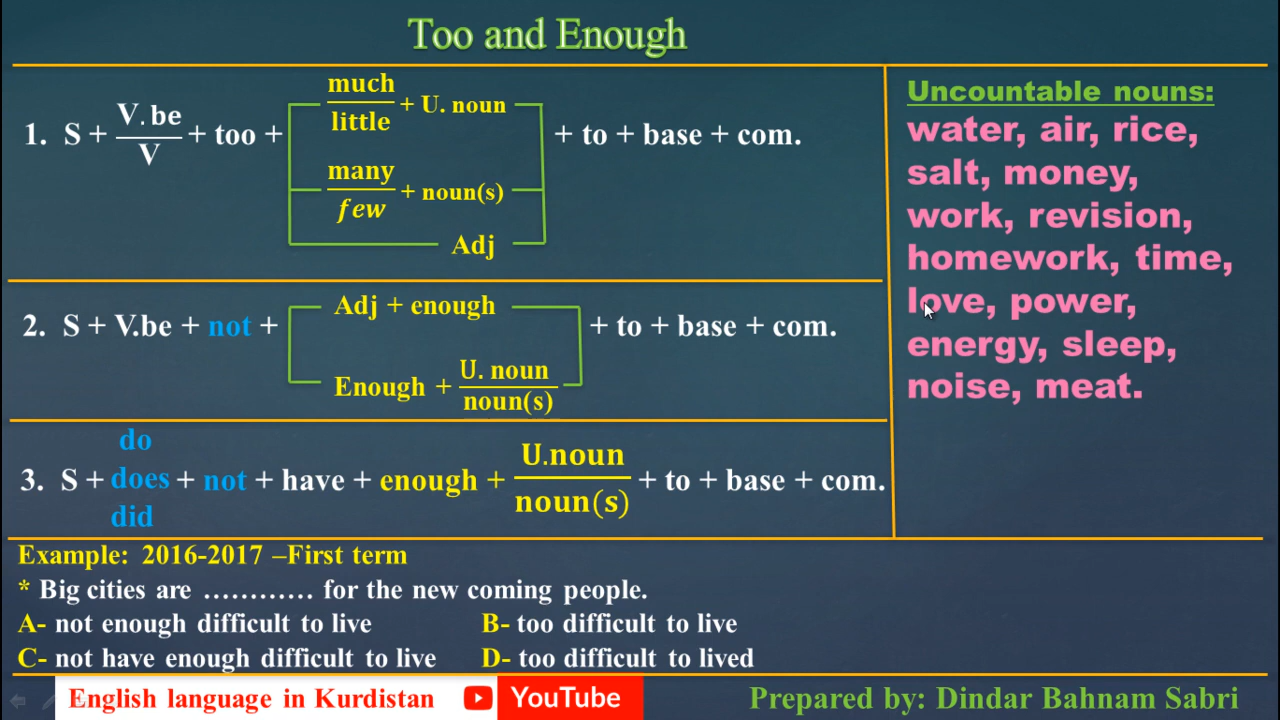 Too and Enough
1. S + V.be/V + too + much/little + U. noun + to + base + com.
many/few + noun(s)
Adj
2. S + V.be + not + Adj + enough + to + base + com.
Enough + U. noun/noun(s)
3. S + do/does/did + not + have + enough + U.noun/noun(s) + to + base + com.
Uncountable nouns:
water, air, rice,
salt, money,
work, revision,
homework, time,
love, power,
energy, sleep,
noise, meat.
Example: 2016-2017 –First term
* Big cities are ………… for the new coming people.
A- not enough difficult to live B- too difficult to live
C- not have enough difficult to live D- too difficult to lived
English language in Kurdistan YouTube Prepared by: Dindar Bahnam Sabri